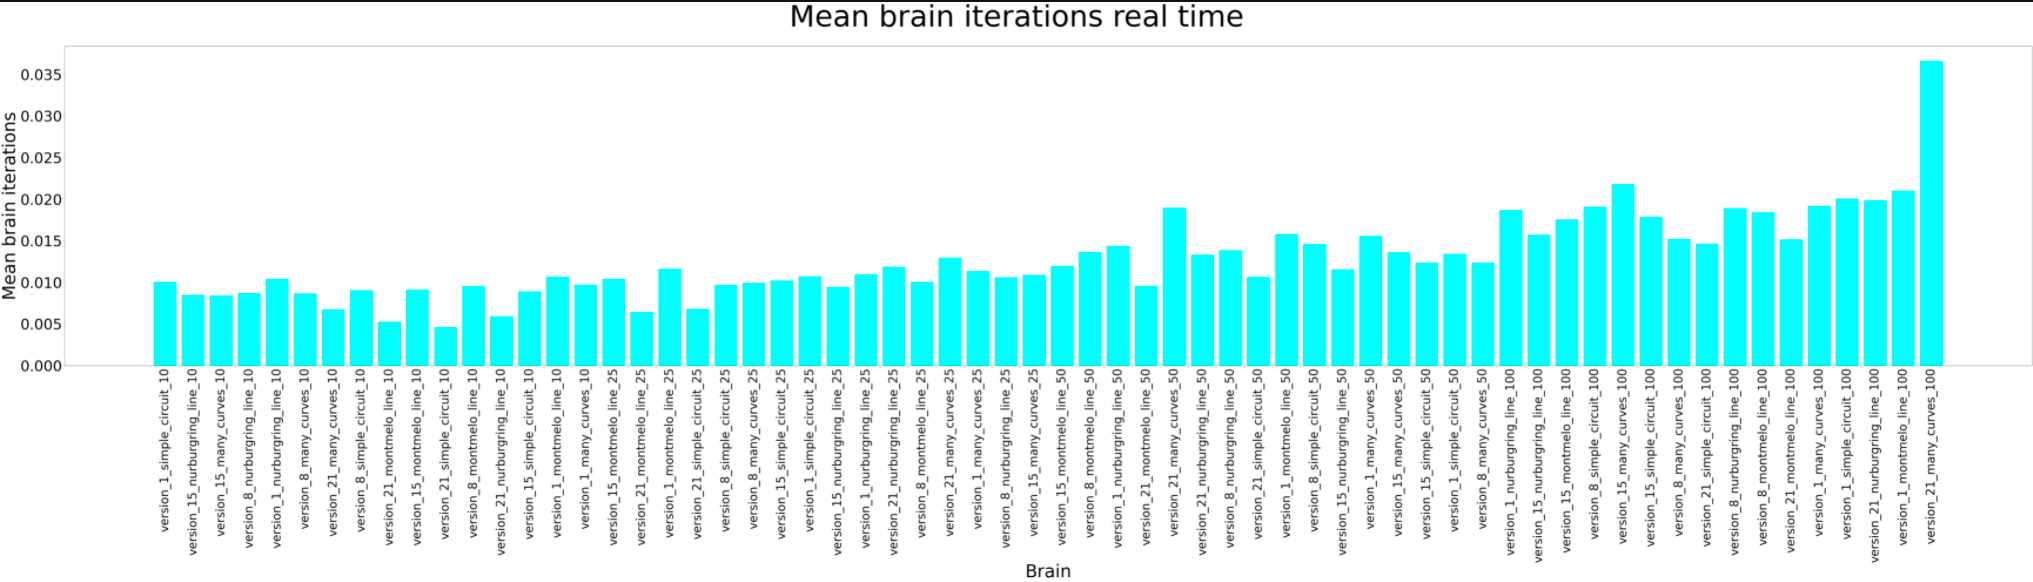 Mean brain iterations real time
Mean brain iterations
0.035
0.030
0.025
0.020
0.015
0.010
0.005
0.000
version_1_simple_circuit_10
version_15_nurburgring_line_10
version_15_many_curves_10
version_8_nurburgring_line_10
version_1_nurburgring_line_10
version_8_many_curves_10
version_21_many_curves_10
version_8_simple_circuit_10
version_21_montmelo_line_10
version_15_montmelo_line_10
version_21_simple_circuit_10
version_8_montmelo_line_10
version_21_nurburgring_line_10
version_15_simple_circuit_10
version_1_montmelo_line_10
version_1_many_curves_10
version_15_montmelo_line_25
version_21_montmelo_line_25
version_1_montmelo_line_25
version_21_simple_circuit_25
version_8_simple_circuit_25
version_8_many_curves_25
version_15_simple_circuit_25
version_1_simple_circuit_25
version_15_nurburgring_line_25
version_1_nurburgring_line_25
version_21_nurburgring_line_25
version_8_montmelo_line_25
version_21_many_curves_25
version_1_many_curves_25
version_8_nurburgring_line_25
version_15_many_curves_25
version_15_montmelo_line_50
version_8_montmelo_line_50
version_1_nurburgring_line_50
version_21_montmelo_line_50
version_21_many_curves_50
version_21_nurburgring_line_50
version_8_nurburgring_line_50
version_21_simple_circuit_50
version_1_montmelo_line_50
version_8_simple_circuit_50
version_15_nurburgring_line_50
version_1_many_curves_50
version_15_many_curves_50
version_15_simple_circuit_50
version_1_simple_circuit_50
version_8_many_curves_50
version_1_nurburgring_line_100
version_15_nurburgring_line_100
version_15_montmelo_line_100
version_8_simple_circuit_100
version_15_many_curves_100
version_15_simple_circuit_100
version_8_many_curves_100
version_21_simple_circuit_100
version_8_nurburgring_line_100
version_8_montmelo_line_100
version_21_montmelo_line_100
version_1_many_curves_100
version_1_simple_circuit_100
version_21_nurburgring_line_100
version_1_montmelo_line_100
version_21_many_curves_100
Brain